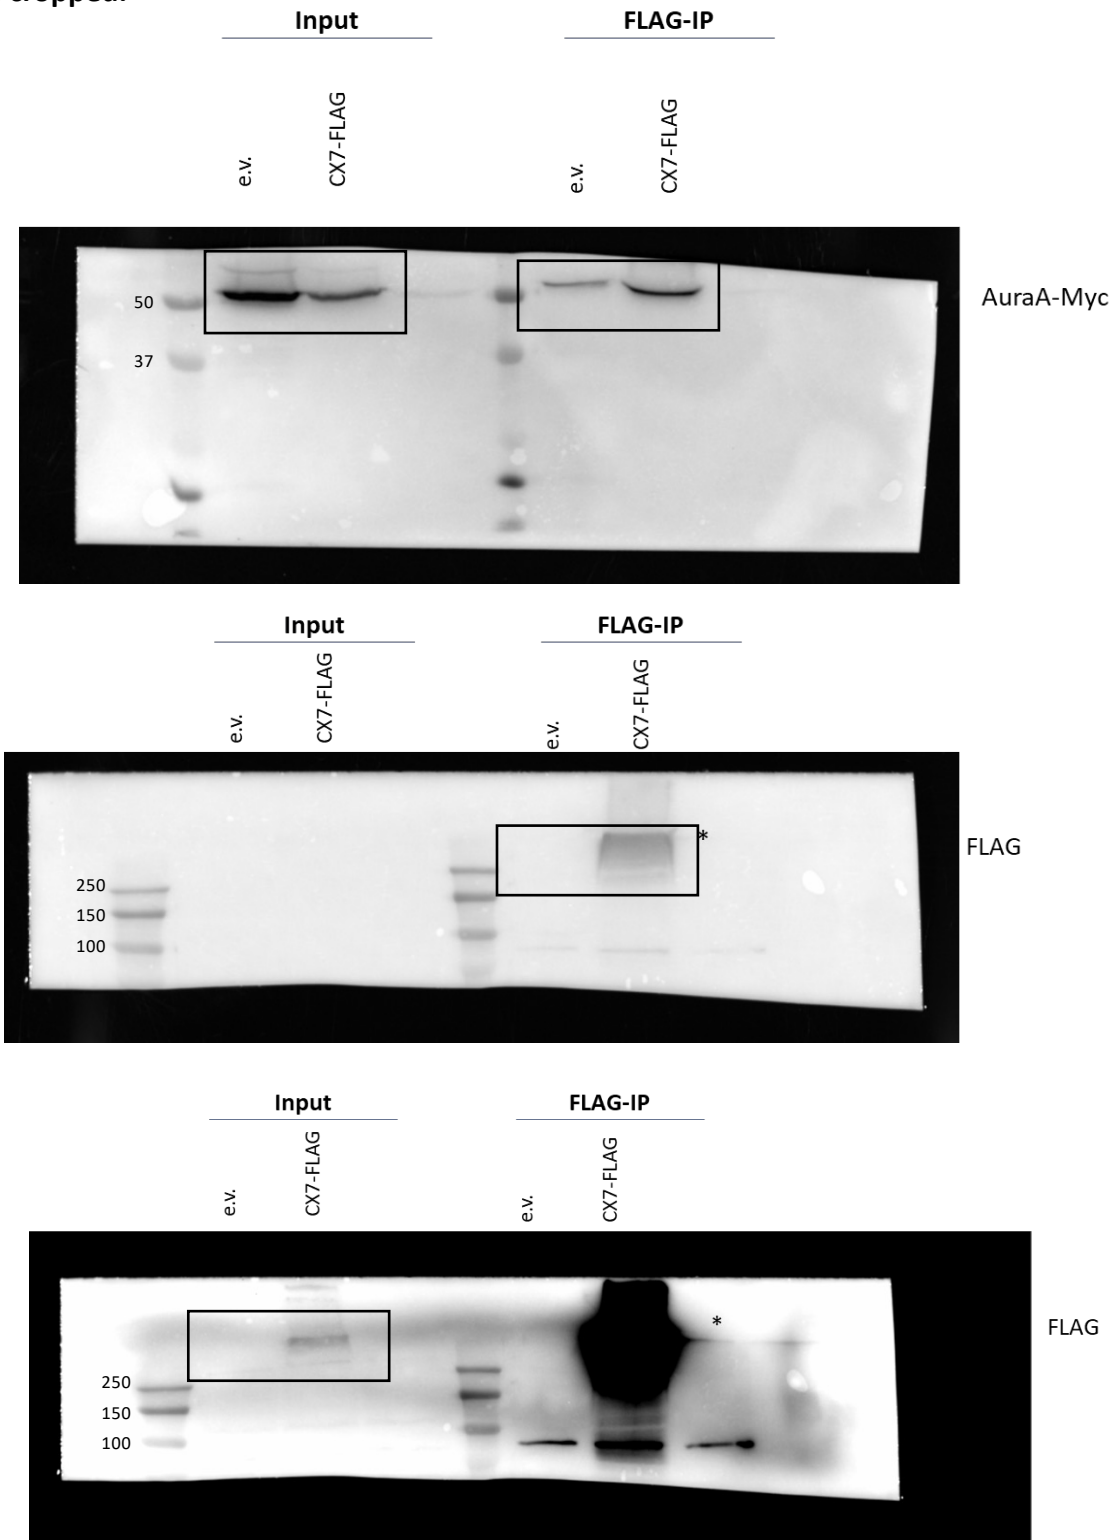 Input FLAG-IP
e.v. CX7-FLAG e.v. CX7-FLAG
50
37
AuraA-Myc
Input FLAG-IP
e.v. CX7-FLAG e.v. CX7-FLAG
*
FLAG
250
150
100
Input FLAG-IP
e.v. CX7-FLAG e.v. CX7-FLAG
*
FLAG
250
150
100